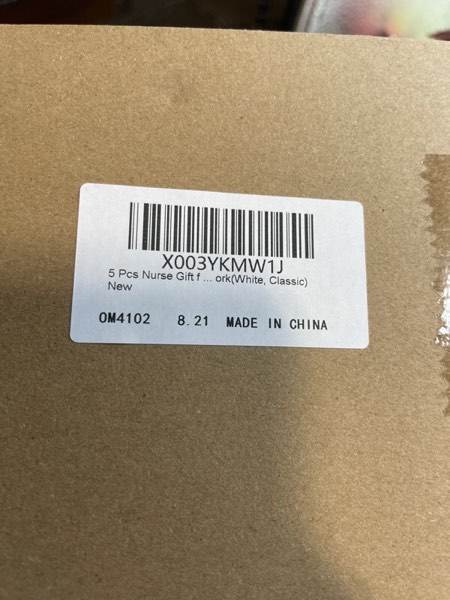 X003YKMW1J
5 Pcs Nurse Gift f ... ork(White, Classic)
New
OM4102 8.21 MADE IN CHINA